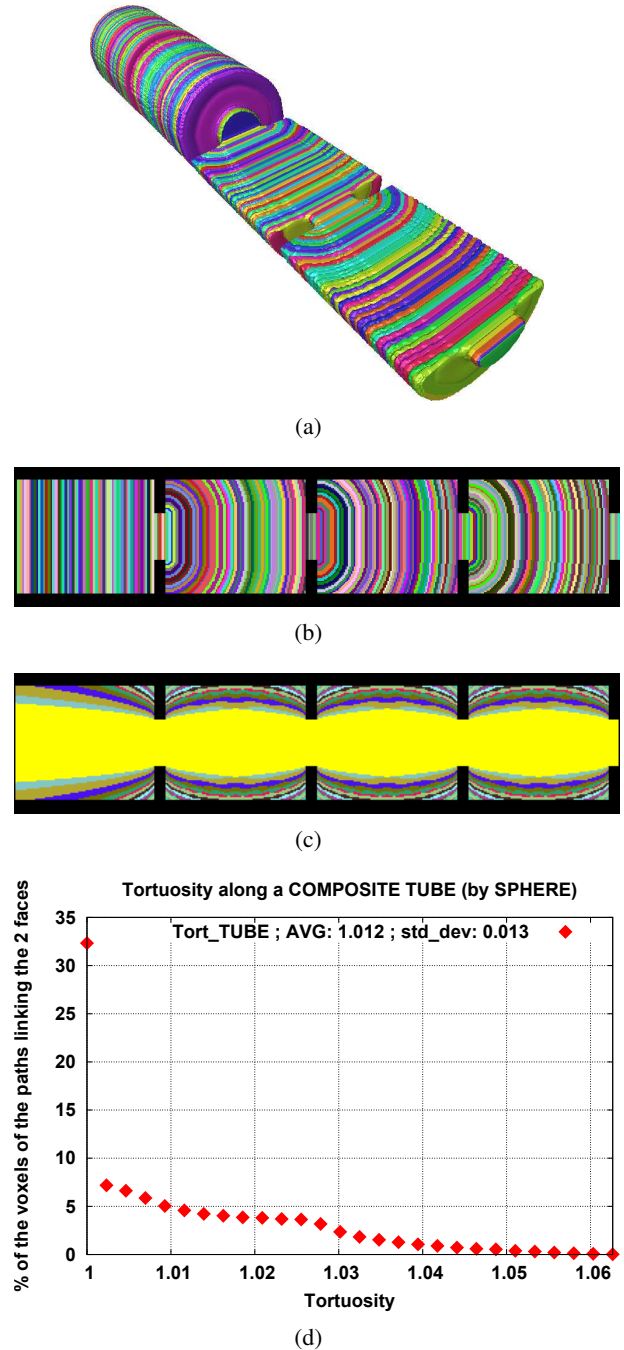 (a)
(b)
(c)
Tortuosity along a COMPOSITE TUBE (by SPHERE)
% of the voxels of the paths linking the 2 faces
Tort_TUBE ; AVG: 1.012 ; std_dev: 0.013
35
30
25
20
15
10
5
0
1 1.01 1.02 1.03 1.04 1.05 1.06
Tortuosity
(d)